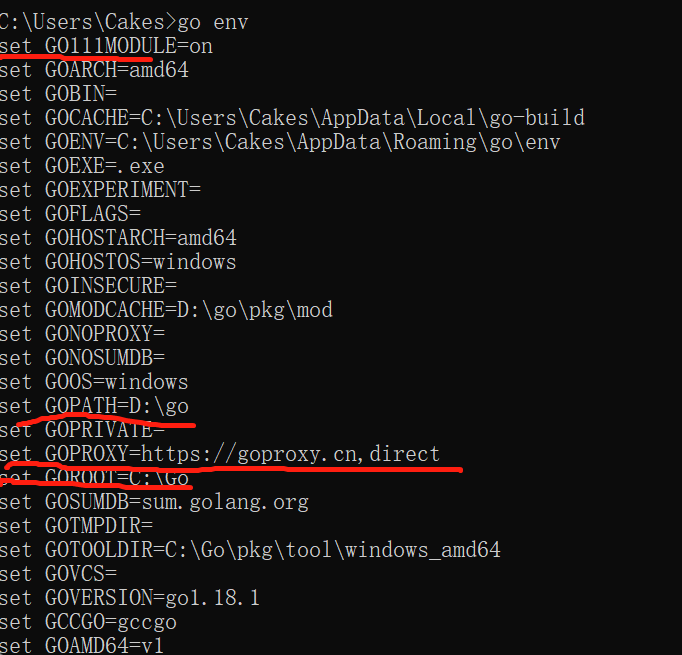 C:\Users\Cakes>go env
set GO111MODULE=on
set GOARCH=amd64
set GOBIN=
set GOCACHE=C:\Users\Cakes\AppData\Local\go-build
set GOENV=C:\Users\Cakes\AppData\Roaming\go\env
set GOEXE=.exe
set GOEXPERIMENT=
set GOFLAGS=
set GOHOSTARCH=amd64
set GOHOSTOS=windows
set GOINSECURE=
set GOMODCACHE=D:\go\pkg\mod
set GONOPROXY=
set GONOSUMDB=
set GOOS=windows
set GOPATH=D:\go
set GOPRIVATE=
set GOPROXY=https://goproxy.cn,direct
set GOROOT=C:\Go
set GOSUMDB=sum.golang.org
set GOTMPDIR=
set GOTOOLDIR=C:\Go\pkg\tool\windows_amd64
set GOVCS=
set GOVERSION=go1.18.1
set GCCGO=gccgo
set GOAMD64=v1